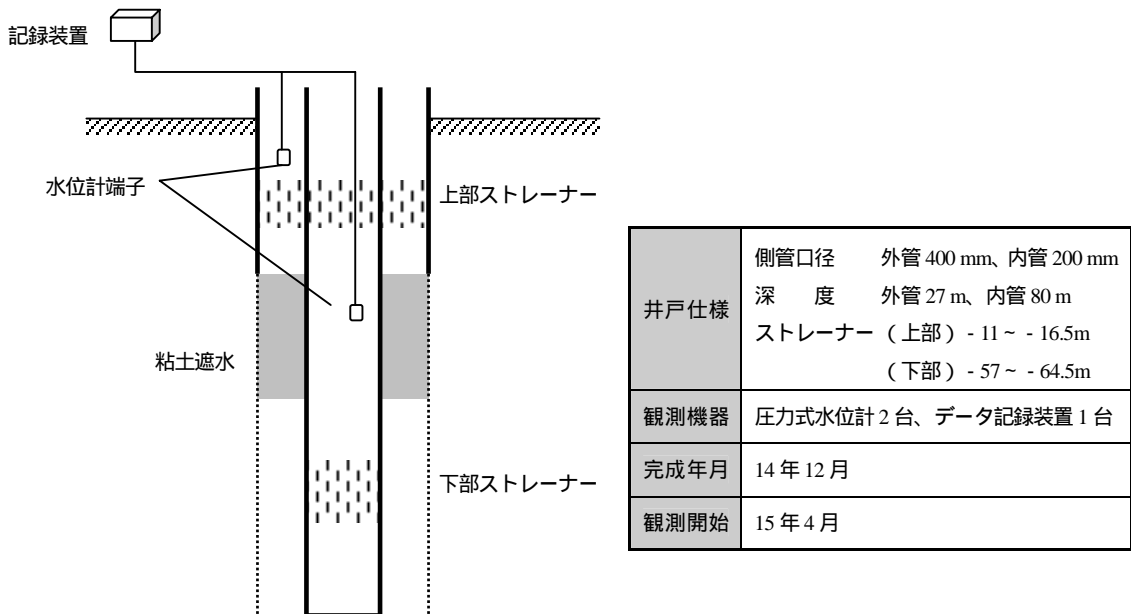 記録装置
水位計端子
上部ストレーナー
粘土遮水
下部ストレーナー
井戸仕様
側管口径 外管 400 mm、内管 200 mm
深 度 外管 27 m、内管 80 m
ストレーナー ( 上部 ) - 11 ~ - 16.5m
( 下部 ) - 57 ~ - 64.5m
観測機器 圧力式水位計 2 台、データ記録装置 1 台
完成年月 14 年 12 月
観測開始 15 年 4 月